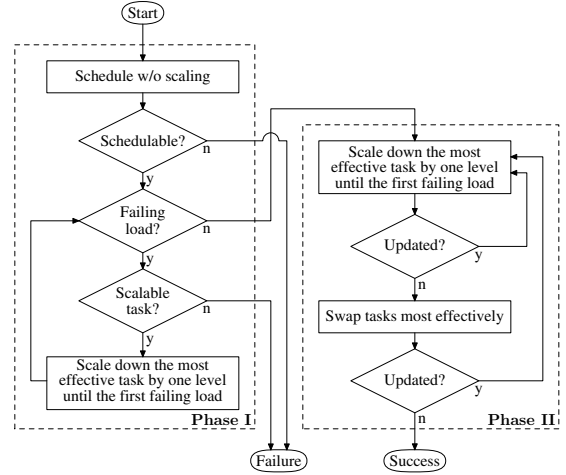 Start
Schedule w/o scaling
Schedulable?
n
y
Failing
load?
n
y
Scalable
task?
n
y
Scale down the most
effective task by one level
until the first failing load
Phase I
Failure
Scale down the most
effective task by one level
until the first failing load
Updated?
y
n
Swap tasks most effectively
Updated?
y
n
Phase II
Success